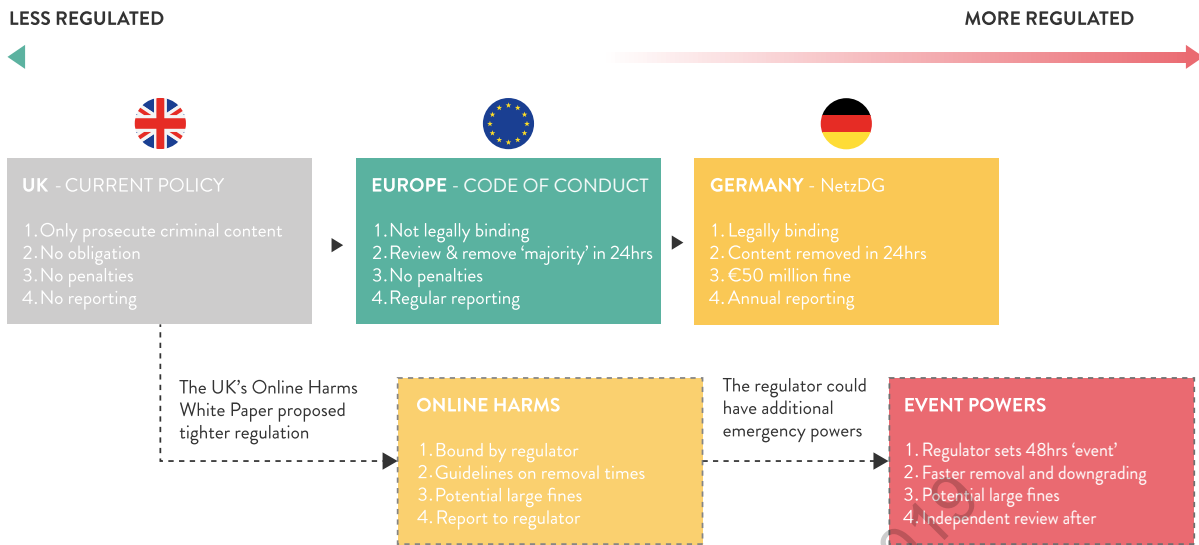 LESS REGULATED
MORE REGULATED
UK - CURRENT POLICY
1. Only prosecute criminal content
2. No obligation
3. No penalties
4. No reporting
EUROPE - CODE OF CONDUCT
1. Not legally binding
2. Review & remove ‘majority’ in 24hrs
3. No penalties
4. Regular reporting
GERMANY - NetzDG
1. Legally binding
2. Content removed in 24hrs
3. €50 million fine
4. Annual reporting
The UK’s Online Harms
White Paper proposed
tighter regulation
ONLINE HARMS
1. Bound by regulator
2. Guidelines on removal times
3. Potential large fines
4. Report to regulator
The regulator could
have additional
emergency powers
EVENT POWERS
1. Regulator sets 48hrs ‘event’
2. Faster removal and downgrading
3. Potential large fines
4. Independent review after